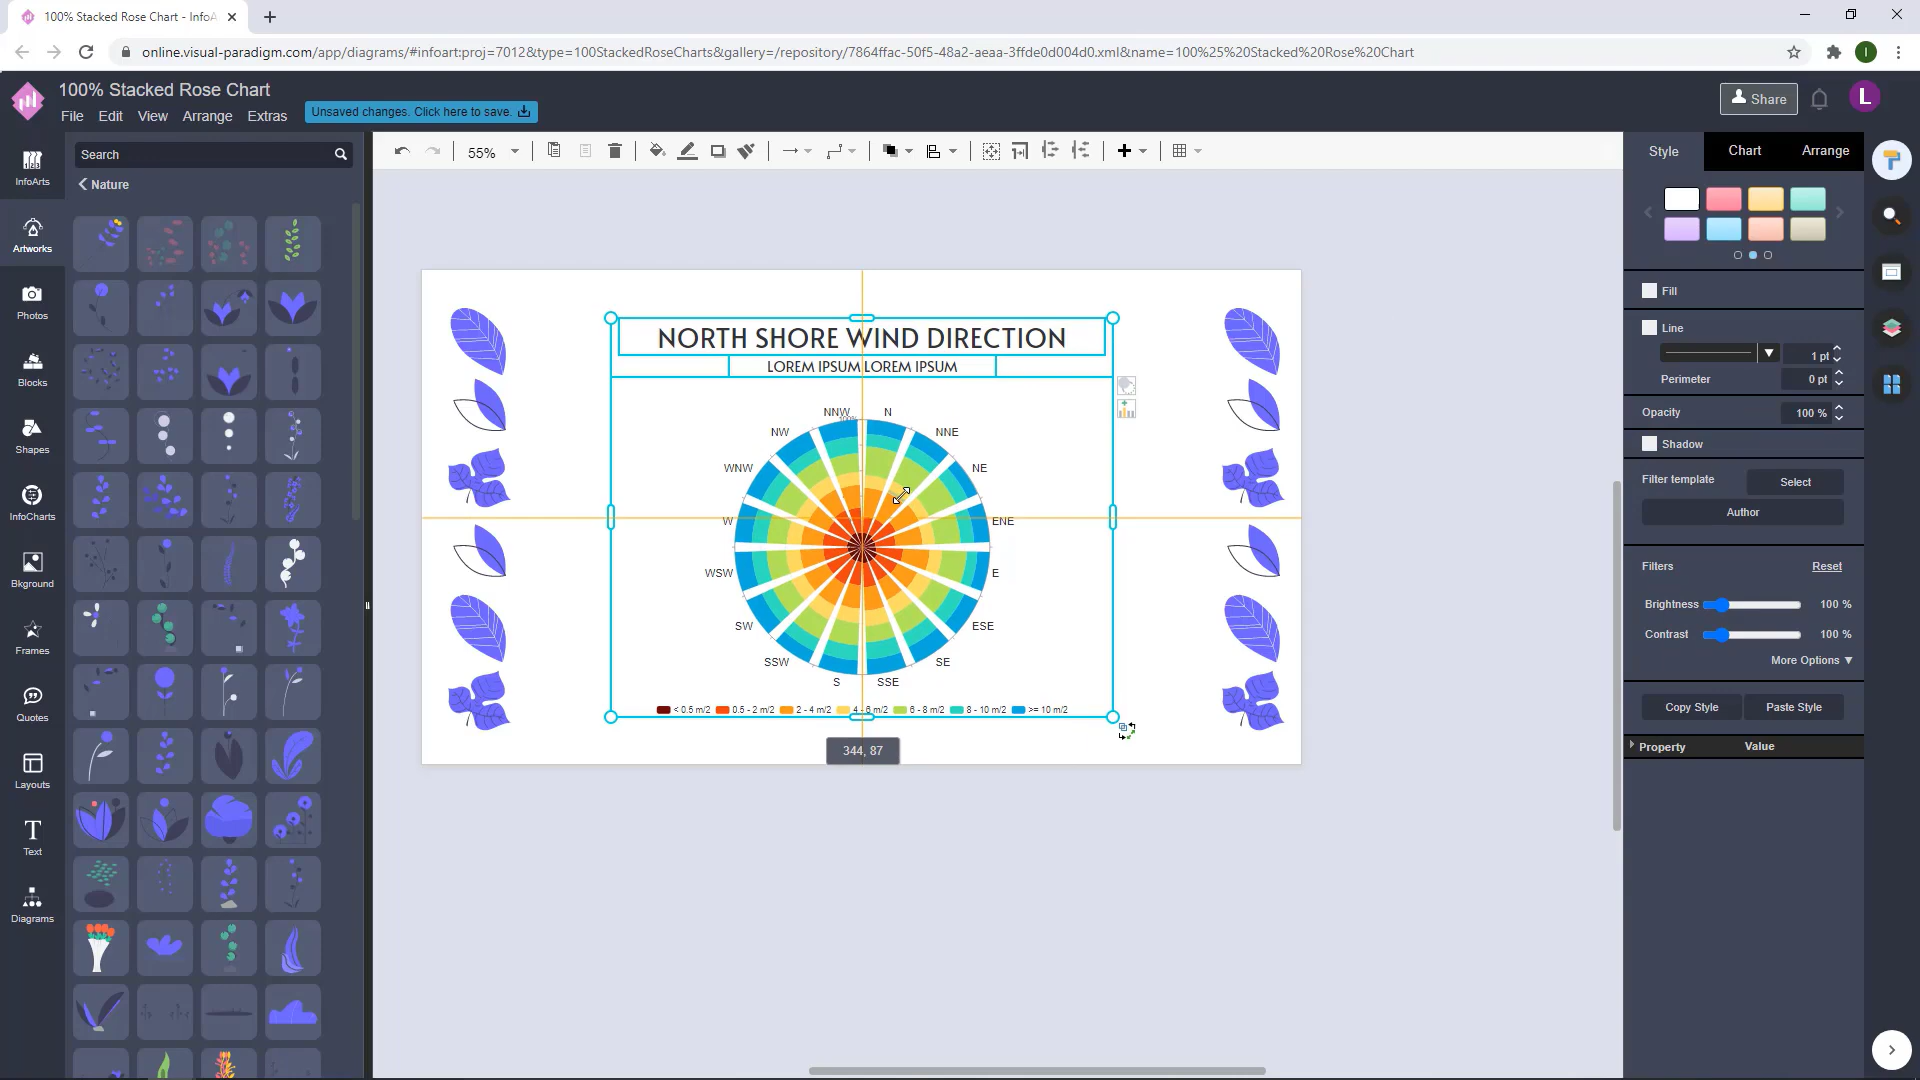 100% Stacked Rose Chart - InfoA
online.visual-paradigm.com/app/diagrams/#infoart:proj=7012&type=100StackedRoseCharts&gallery=/repository/7864ffac-50f5-48a2-aeaa-3ffde0d004d0.xml&name=100%25%20Stacked%20Rose%20Chart
I
100% Stacked Rose Chart
File Edit View Arrange Extras
Unsaved changes. Click here to save.
Share
L
InfoArts
Artworks
Photos
Blocks
Shapes
InfoCharts
Bkground
Frames
Quotes
Layouts
Text
Diagrams
Search
Nature
55%
NORTH SHORE WIND DIRECTION
LOREM IPSUM LOREM IPSUM
NNW
100%
N
NW
NNE
WNW
NE
W
ENE
WSW
E
SW
ESE
SSW
SE
S
SSE
< 0.5 m/2 0.5 - 2 m/2 2 - 4 m/2 4 - 6 m/2 6 - 8 m/2 8 - 10 m/2 >= 10 m/2
344, 87
Style Chart Arrange
Fill
Line
1 pt
Perimeter 0 pt
Opacity 100 %
Shadow
Filter template Select
Author
Filters Reset
Brightness 100 %
Contrast 100 %
More Options
Copy Style Paste Style
Property Value